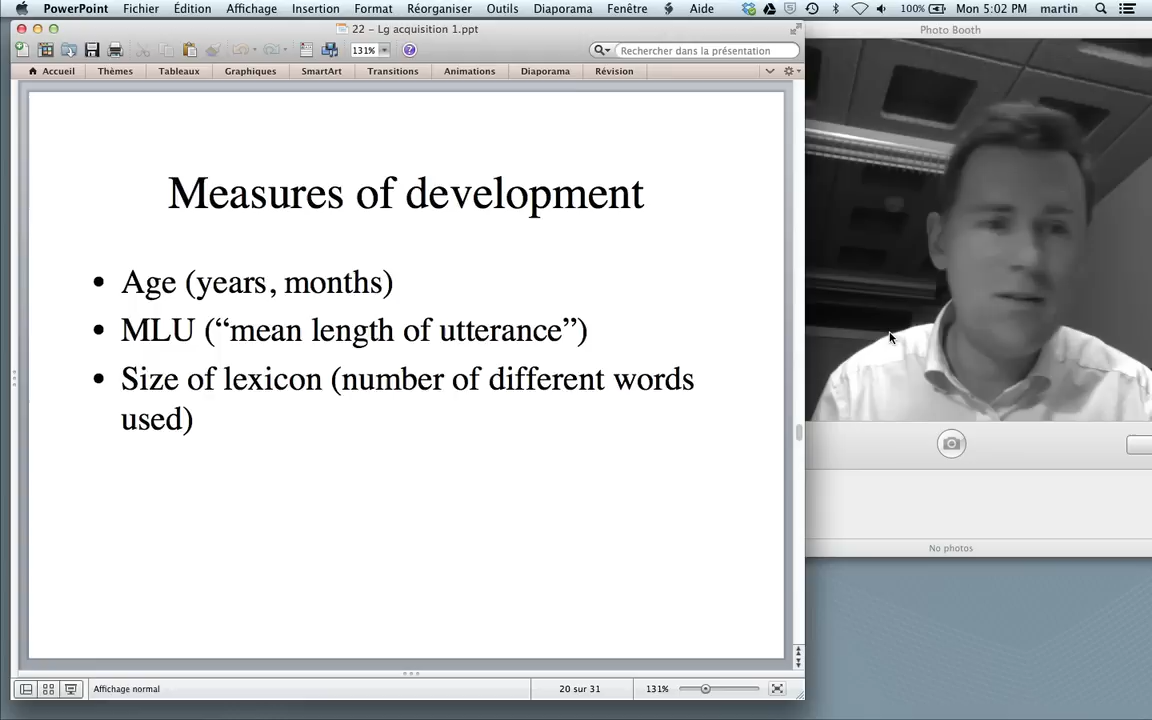 PowerPoint Fichier Édition Affichage Insertion Format Réorganiser Outils Diaporama Fenêtre Aide 100% Mon 5:02 PM martin
22 - Lg acquisition 1.ppt
Photo Booth
131% Rechercher dans la présentation
Accueil Thèmes Tableaux Graphiques SmartArt Transitions Animations Diaporama Révision
Measures of development
• Age (years, months)
• MLU (“mean length of utterance”)
• Size of lexicon (number of different words
used)
No photos
Affichage normal 20 sur 31 131%